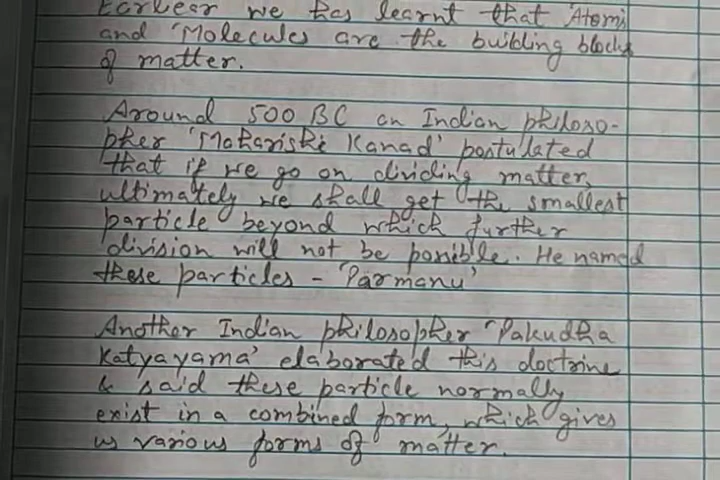 Earlier we has learnt that 'Atoms
and 'Molecules are the building blocks
of matter.
Around 500 BC an Indian philoso-
pher 'Maharishi Kanad' postulated
that if we go on dividing matter,
ultimately we shall get the smallest
particle beyond which further
division will not be possible. He named
these particles - 'Parmanu'
Another Indian philosopher 'Pakudha
Katyayama' elaborated this doctrine
& said these particle normally
exist in a combined form, which gives
us various forms of matter.